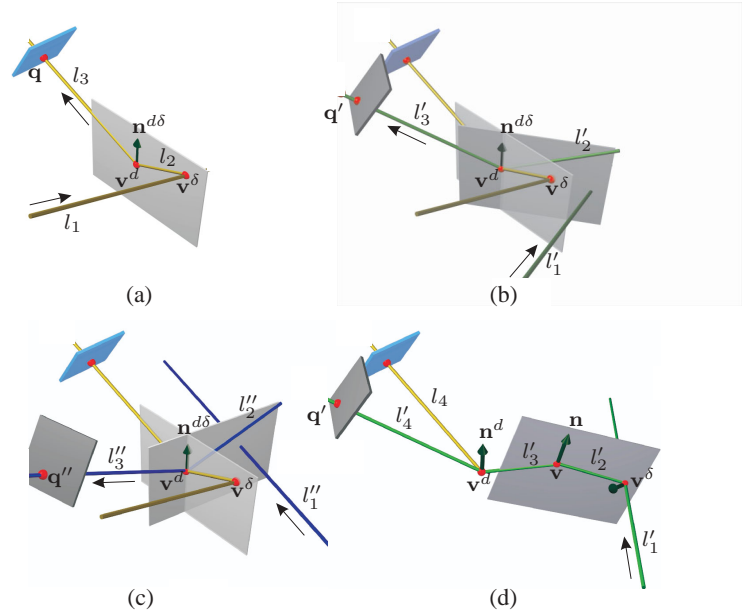 q l₃
n^{dδ}
l₂
v^d v^δ
l₁
(a)
q′ l′₃ n^{dδ} l′₂
v^d v^δ
l′₁
(b)
n^{dδ} l″₂
q″ l″₃ v^d v^δ
l″₁
(c)
q′ l′₄ l₄
n^d n
l′₃ l′₂
v^d v v^δ
l′₁
(d)